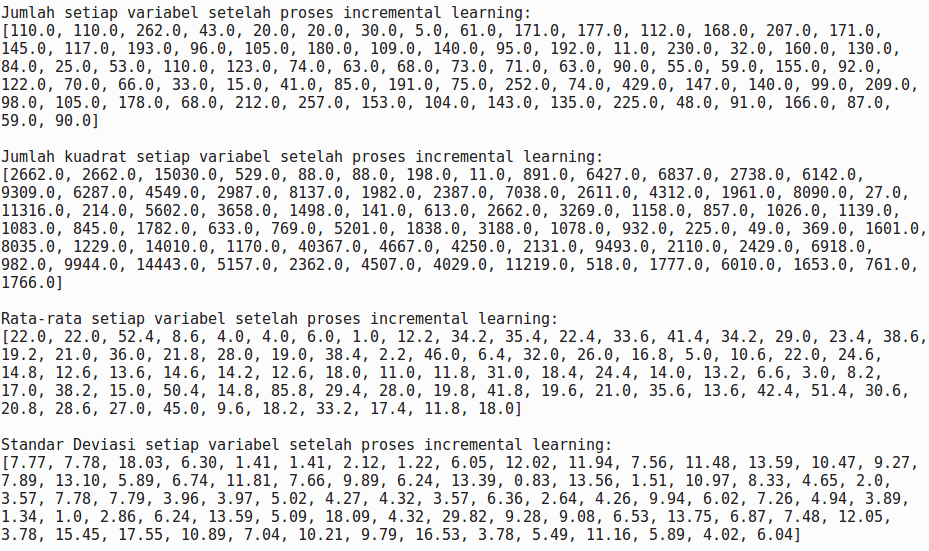 Jumlah setiap variabel setelah proses incremental learning:
[110.0, 110.0, 262.0, 43.0, 20.0, 20.0, 30.0, 5.0, 61.0, 171.0, 177.0, 112.0, 168.0, 207.0, 171.0,
145.0, 117.0, 193.0, 96.0, 105.0, 180.0, 109.0, 140.0, 95.0, 192.0, 11.0, 230.0, 32.0, 160.0, 130.0,
84.0, 25.0, 53.0, 110.0, 123.0, 74.0, 63.0, 68.0, 73.0, 71.0, 63.0, 90.0, 55.0, 59.0, 155.0, 92.0,
122.0, 70.0, 66.0, 33.0, 15.0, 41.0, 85.0, 191.0, 75.0, 252.0, 74.0, 429.0, 147.0, 140.0, 99.0, 209.0,
98.0, 105.0, 178.0, 68.0, 212.0, 257.0, 153.0, 104.0, 143.0, 135.0, 225.0, 48.0, 91.0, 166.0, 87.0,
59.0, 90.0]
Jumlah kuadrat setiap variabel setelah proses incremental learning:
[2662.0, 2662.0, 15030.0, 529.0, 88.0, 88.0, 198.0, 11.0, 891.0, 6427.0, 6837.0, 2738.0, 6142.0,
9309.0, 6287.0, 4549.0, 2987.0, 8137.0, 1982.0, 2387.0, 7038.0, 2611.0, 4312.0, 1961.0, 8090.0, 27.0,
11316.0, 214.0, 5602.0, 3658.0, 1498.0, 141.0, 613.0, 2662.0, 3269.0, 1158.0, 857.0, 1026.0, 1139.0,
1083.0, 845.0, 1782.0, 633.0, 769.0, 5201.0, 1838.0, 3188.0, 1078.0, 932.0, 225.0, 49.0, 369.0, 1601.0,
8035.0, 1229.0, 14010.0, 1170.0, 40367.0, 4667.0, 4250.0, 2131.0, 9493.0, 2110.0, 2429.0, 6918.0,
982.0, 9944.0, 14443.0, 5157.0, 2362.0, 4507.0, 4029.0, 11219.0, 518.0, 1777.0, 6010.0, 1653.0, 761.0,
1766.0]
Rata-rata setiap variabel setelah proses incremental learning:
[22.0, 22.0, 52.4, 8.6, 4.0, 4.0, 6.0, 1.0, 12.2, 34.2, 35.4, 22.4, 33.6, 41.4, 34.2, 29.0, 23.4, 38.6,
19.2, 21.0, 36.0, 21.8, 28.0, 19.0, 38.4, 2.2, 46.0, 6.4, 32.0, 26.0, 16.8, 5.0, 10.6, 22.0, 24.6,
14.8, 12.6, 13.6, 14.6, 14.2, 12.6, 18.0, 11.0, 11.8, 31.0, 18.4, 24.4, 14.0, 13.2, 6.6, 3.0, 8.2,
17.0, 38.2, 15.0, 50.4, 14.8, 85.8, 29.4, 28.0, 19.8, 41.8, 19.6, 21.0, 35.6, 13.6, 42.4, 51.4, 30.6,
20.8, 28.6, 27.0, 45.0, 9.6, 18.2, 33.2, 17.4, 11.8, 18.0]
Standar Deviasi setiap variabel setelah proses incremental learning:
[7.77, 7.78, 18.03, 6.30, 1.41, 1.41, 2.12, 1.22, 6.05, 12.02, 11.94, 7.56, 11.48, 13.59, 10.47, 9.27,
7.89, 13.10, 5.89, 6.74, 11.81, 7.66, 9.89, 6.24, 13.39, 0.83, 13.56, 1.51, 10.97, 8.33, 4.65, 2.0,
3.57, 7.78, 7.79, 3.96, 3.97, 5.02, 4.27, 4.32, 3.57, 6.36, 2.64, 4.26, 9.94, 6.02, 7.26, 4.94, 3.89,
1.34, 1.0, 2.86, 6.24, 13.59, 5.09, 18.09, 4.32, 29.82, 9.28, 9.08, 6.53, 13.75, 6.87, 7.48, 12.05,
3.78, 15.45, 17.55, 10.89, 7.04, 10.21, 9.79, 16.53, 3.78, 5.49, 11.16, 5.89, 4.02, 6.04]